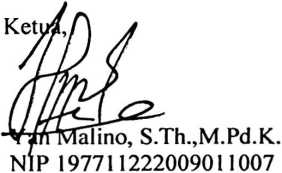 Ketua,
Yan Malino, S.Th.,M.Pd.K.
NIP 197711222009011007